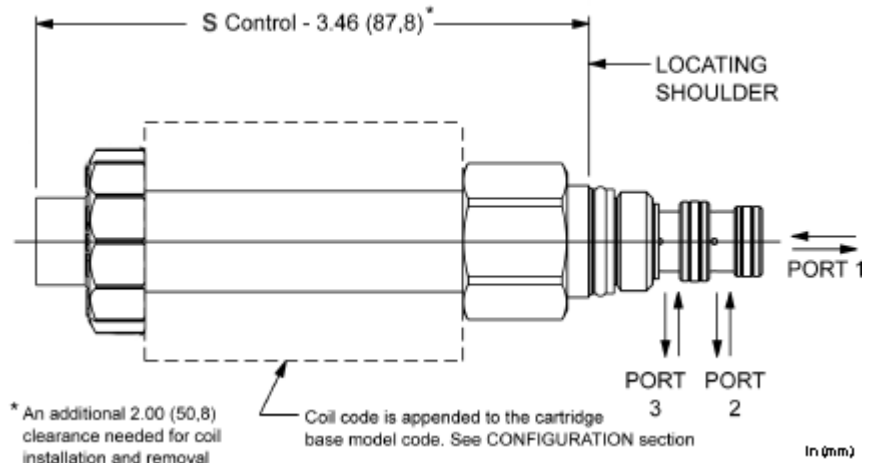 S Control - 3.46 (87,8)*
LOCATING
SHOULDER
PORT 1
PORT
3
PORT
2
* An additional 2.00 (50,8)
clearance needed for coil
installation and removal
Coil code is appended to the cartridge
base model code. See CONFIGURATION section
In (mm)